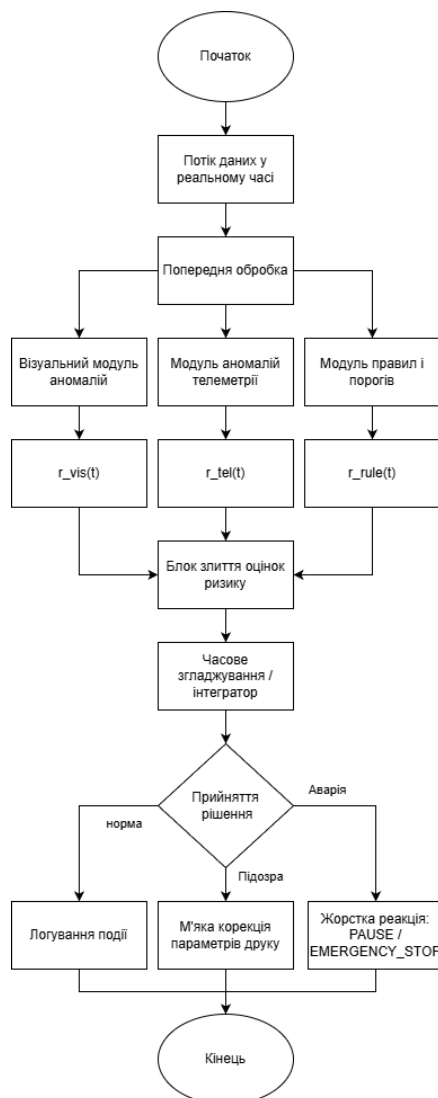 Початок
Потік даних у
реальному часі
Попередня обробка
Візуальний модуль
аномалій
Модуль аномалій
телеметрії
Модуль правил і
порогів
r_vis(t)
r_tel(t)
r_rule(t)
Блок злиття оцінок
ризику
Часове
згладжування /
інтегратор
Прийняття
рішення
норма
Підозра
Аварія
Логування події
М'яка корекція
параметрів друку
Жорстка реакція:
PAUSE /
EMERGENCY_STOP
Кінець